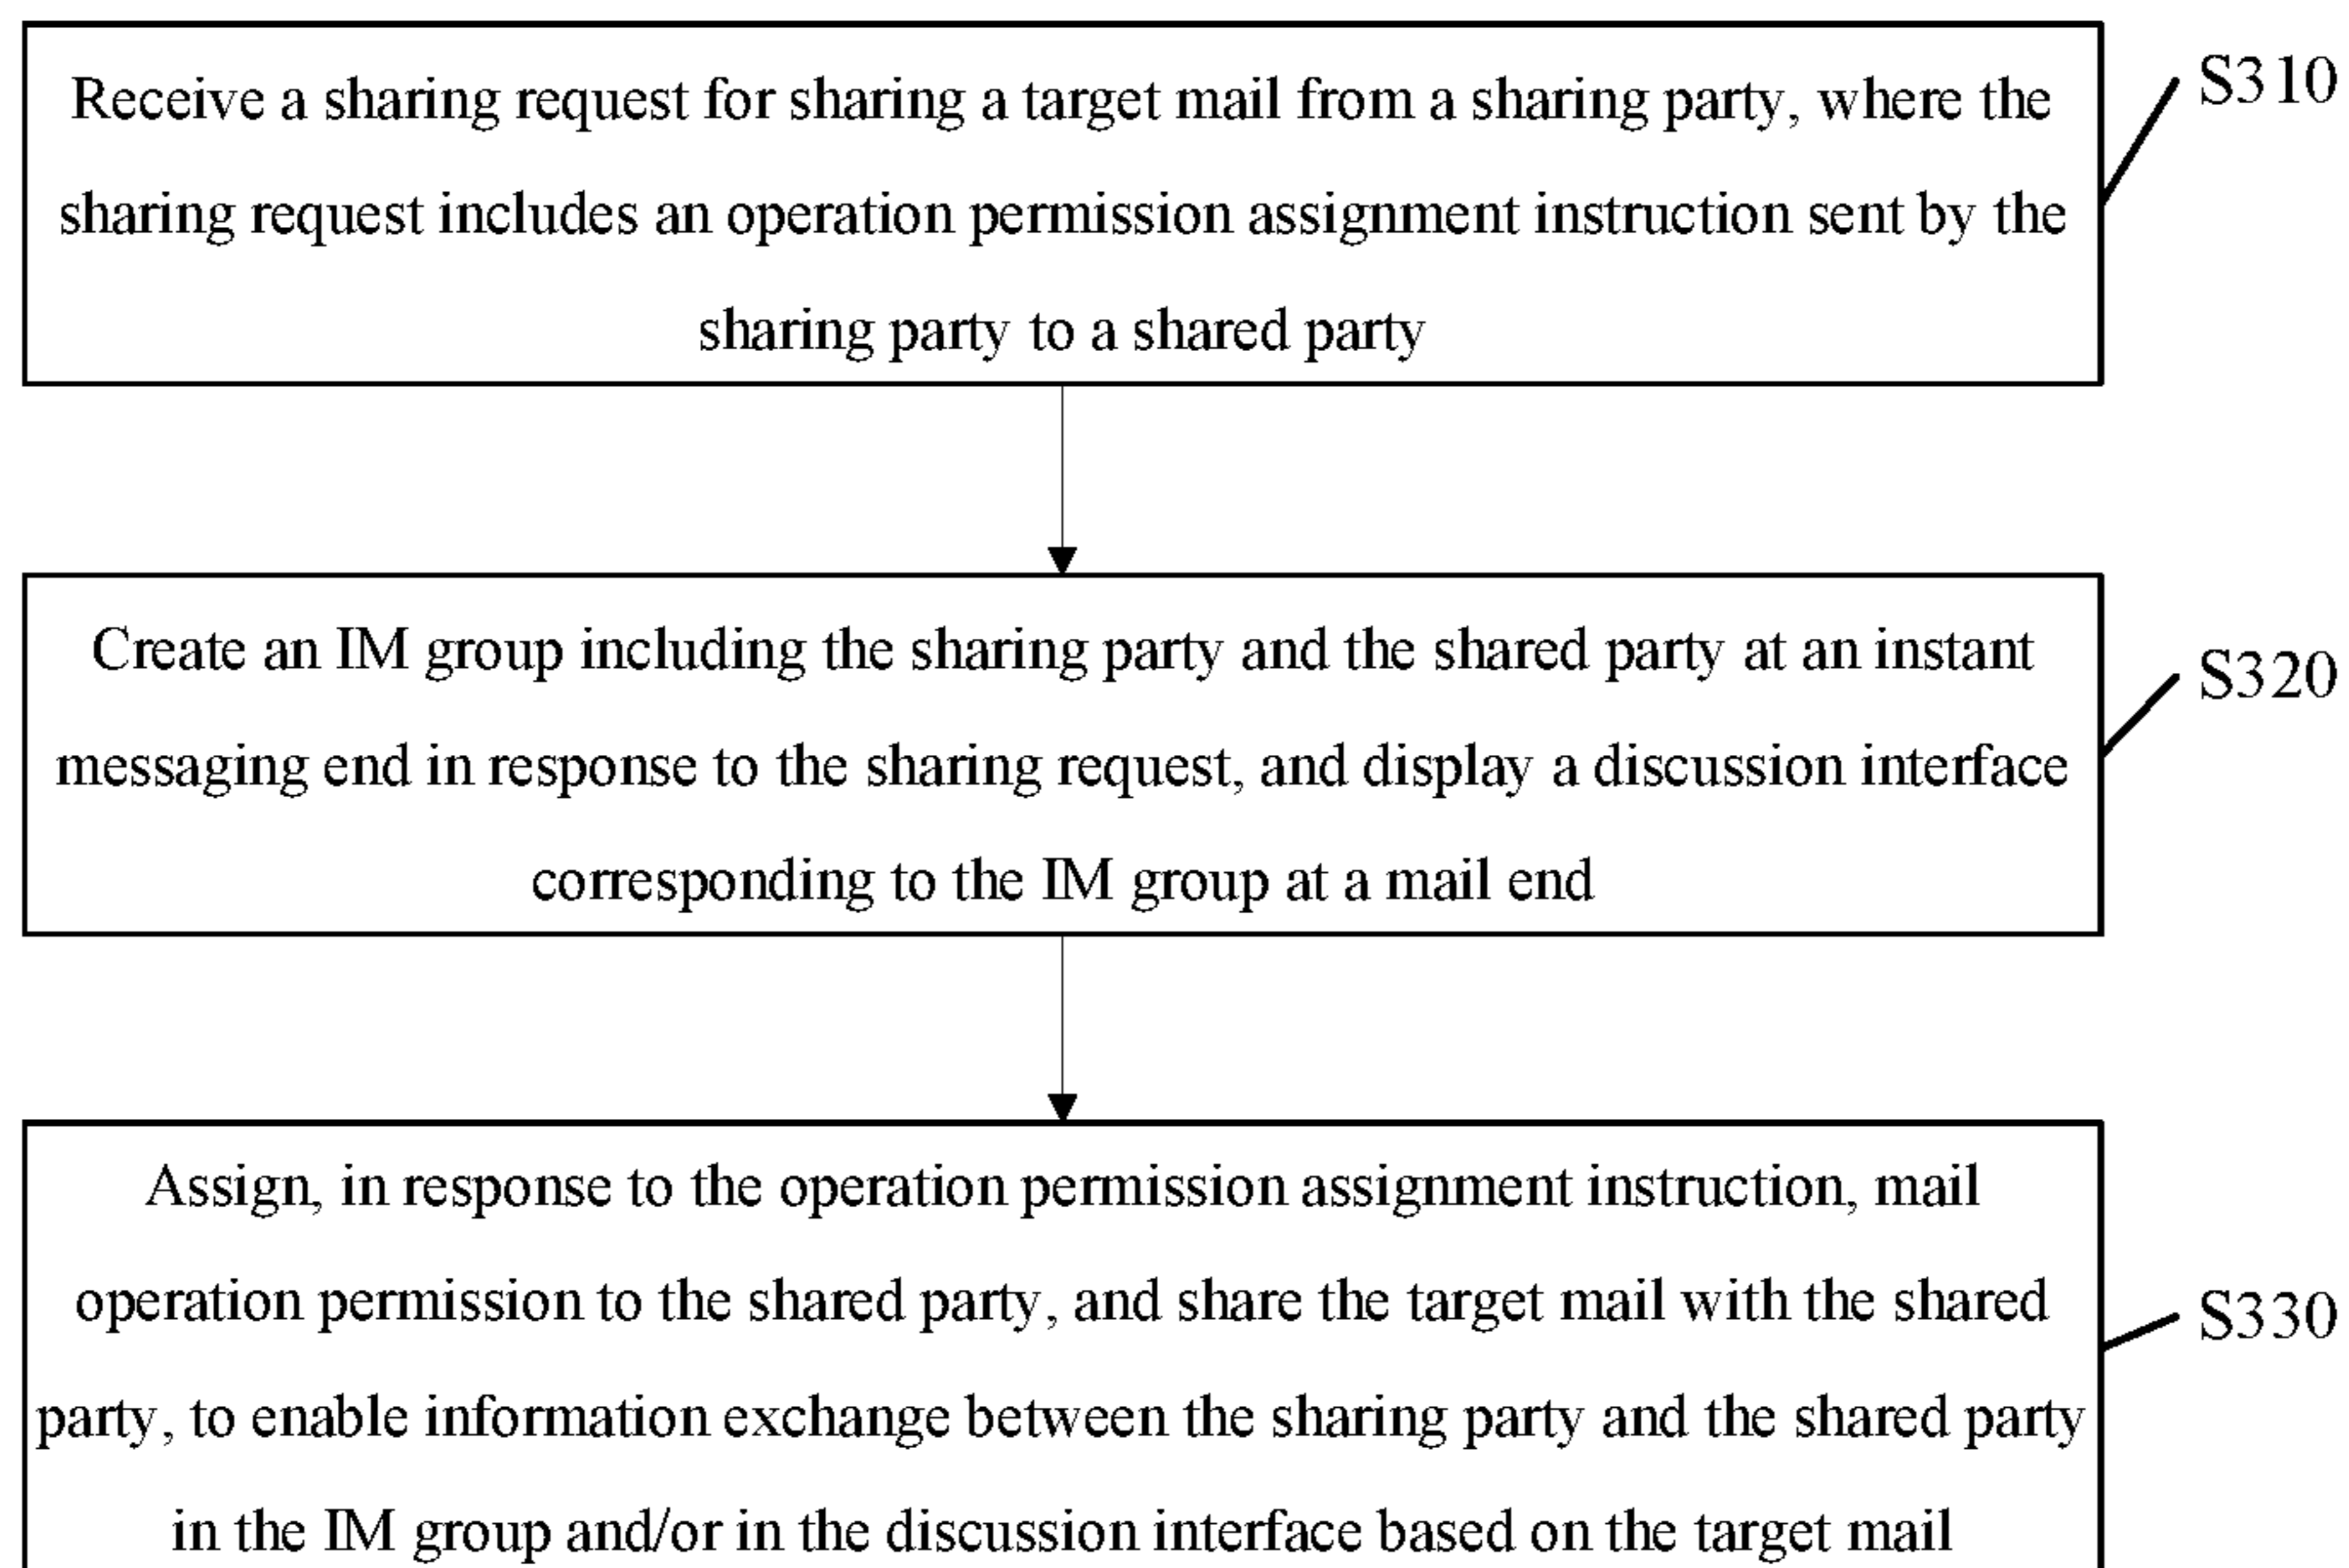 Receive a sharing request for sharing a target mail from a sharing party, where the
sharing request includes an operation permission assignment instruction sent by the
sharing party to a shared party
S310
Create an IM group including the sharing party and the shared party at an instant
messaging end in response to the sharing request, and display a discussion interface
corresponding to the IM group at a mail end
S320
Assign, in response to the operation permission assignment instruction, mail
operation permission to the shared party, and share the target mail with the shared
party, to enable information exchange between the sharing party and the shared party
in the IM group and/or in the discussion interface based on the target mail
S330